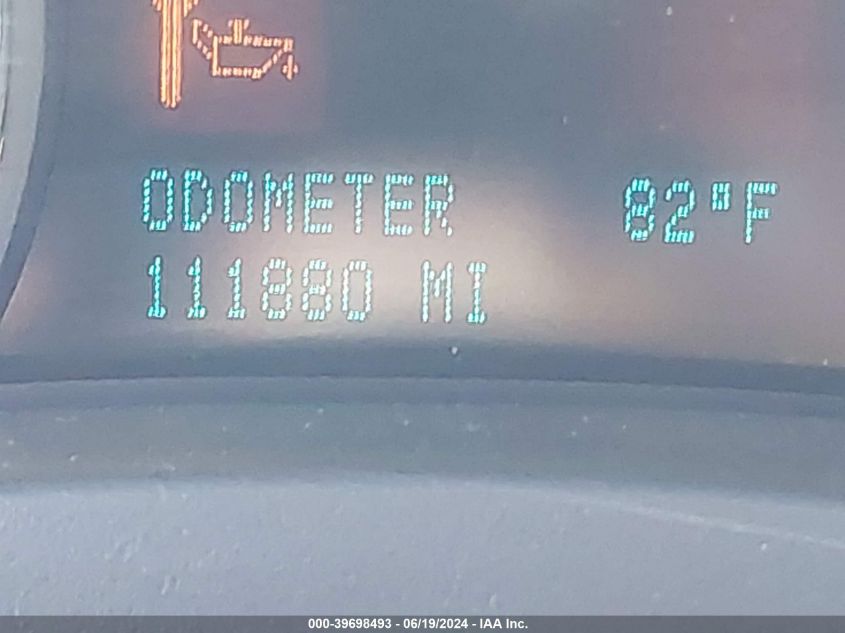 ODOMETER 82°F
111880 MI
000-39698493 - 06/19/2024 - IAA Inc.